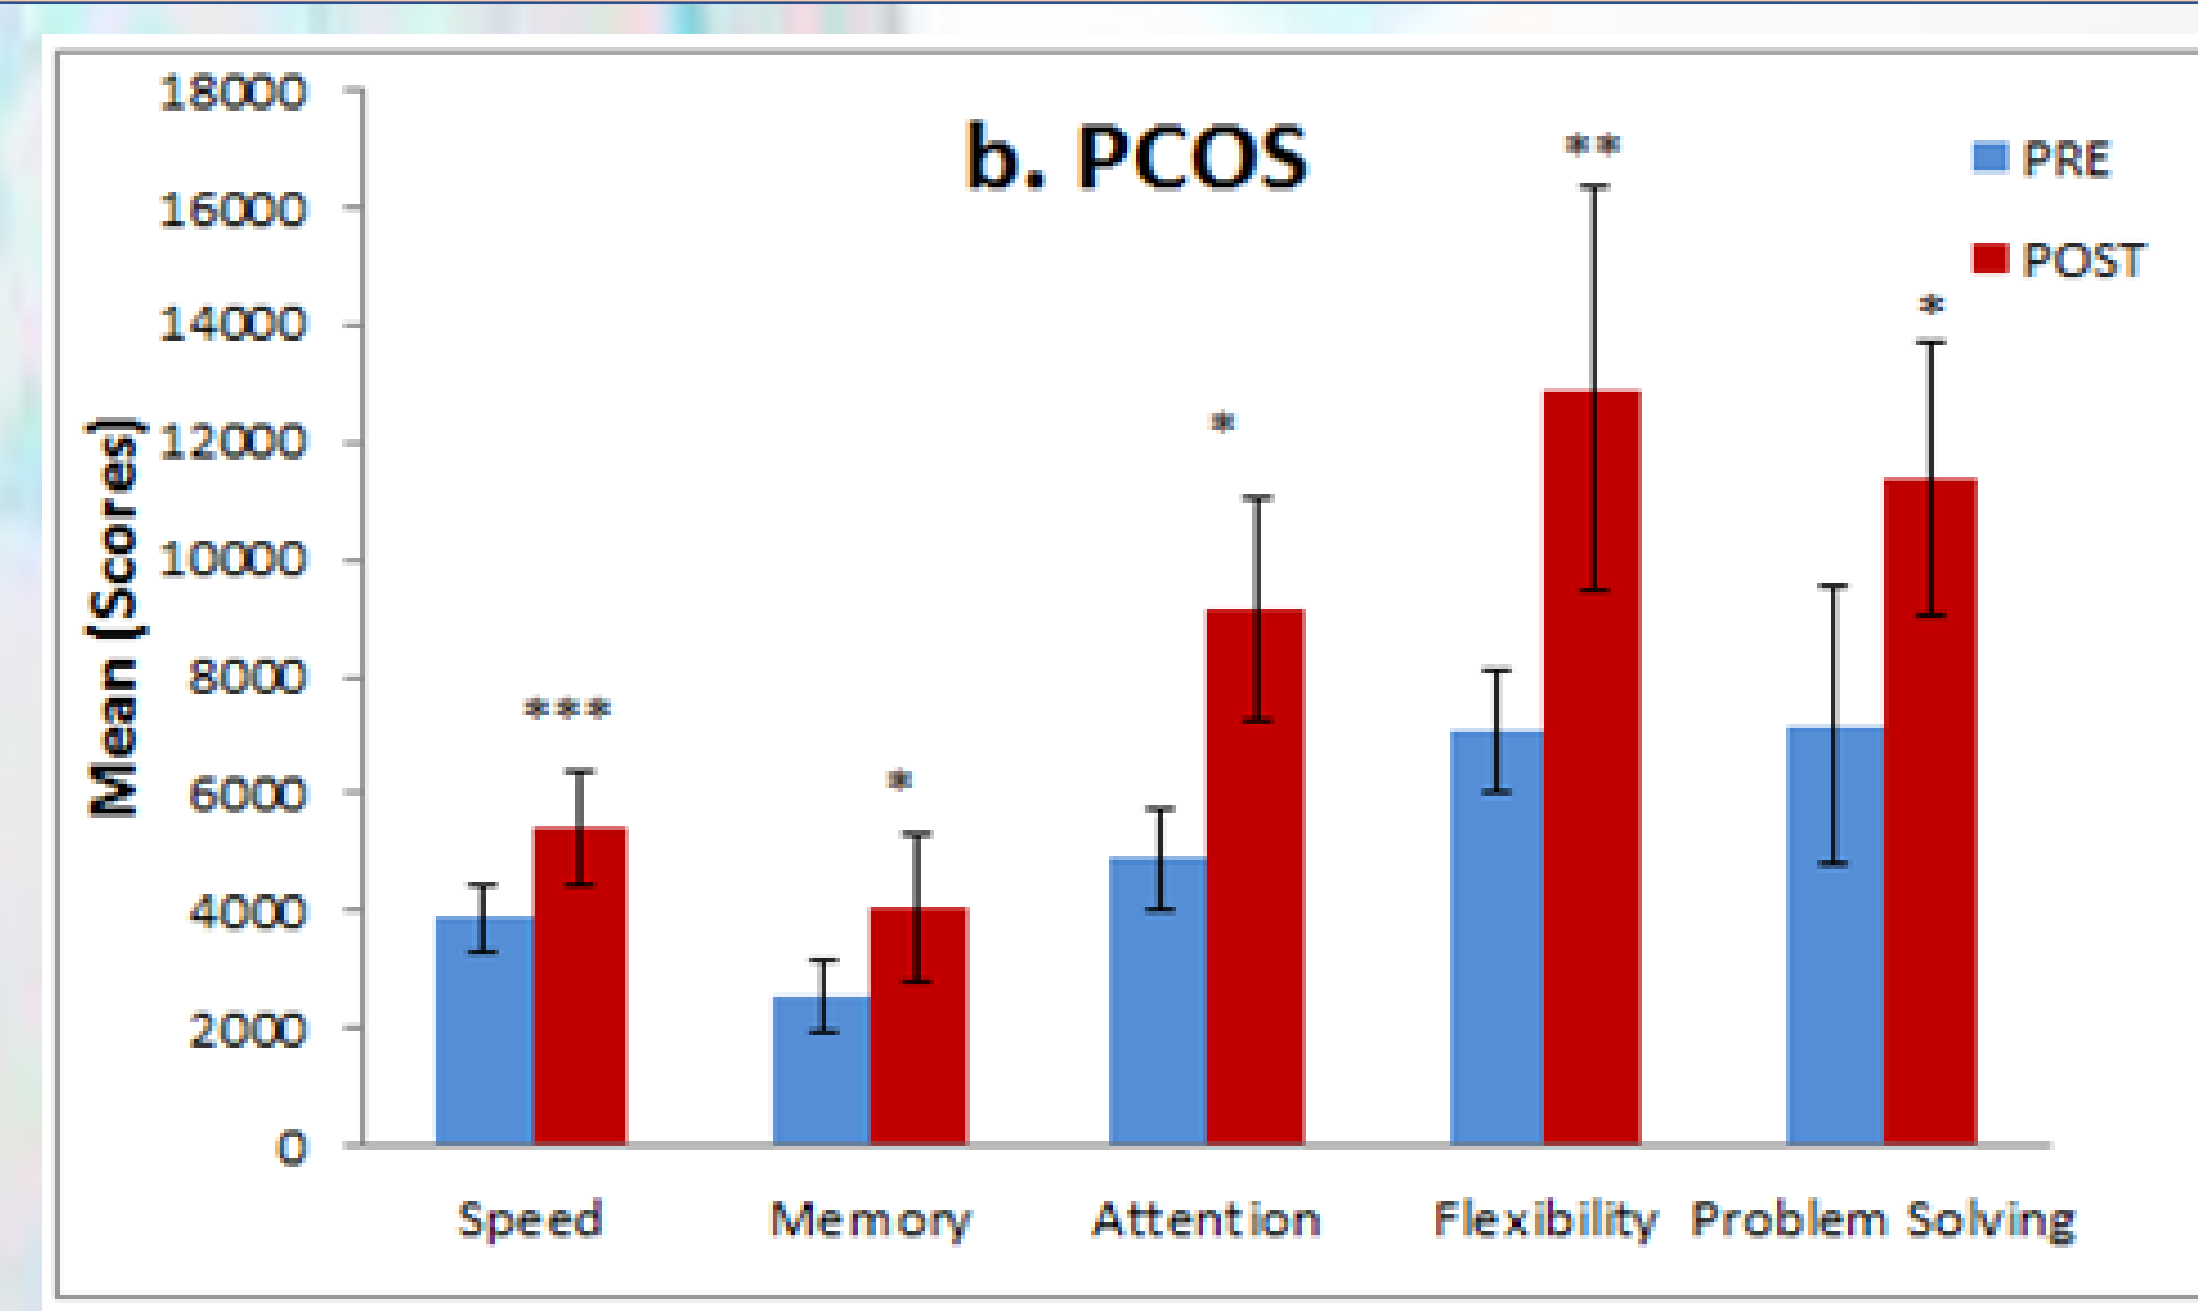 b. PCOS
PRE
POST
Mean (Scores)
18000
16000
14000
12000
10000
8000
6000
4000
2000
0
***
*
*
**
*
Speed
Memory
Attention
Flexibility
Problem Solving